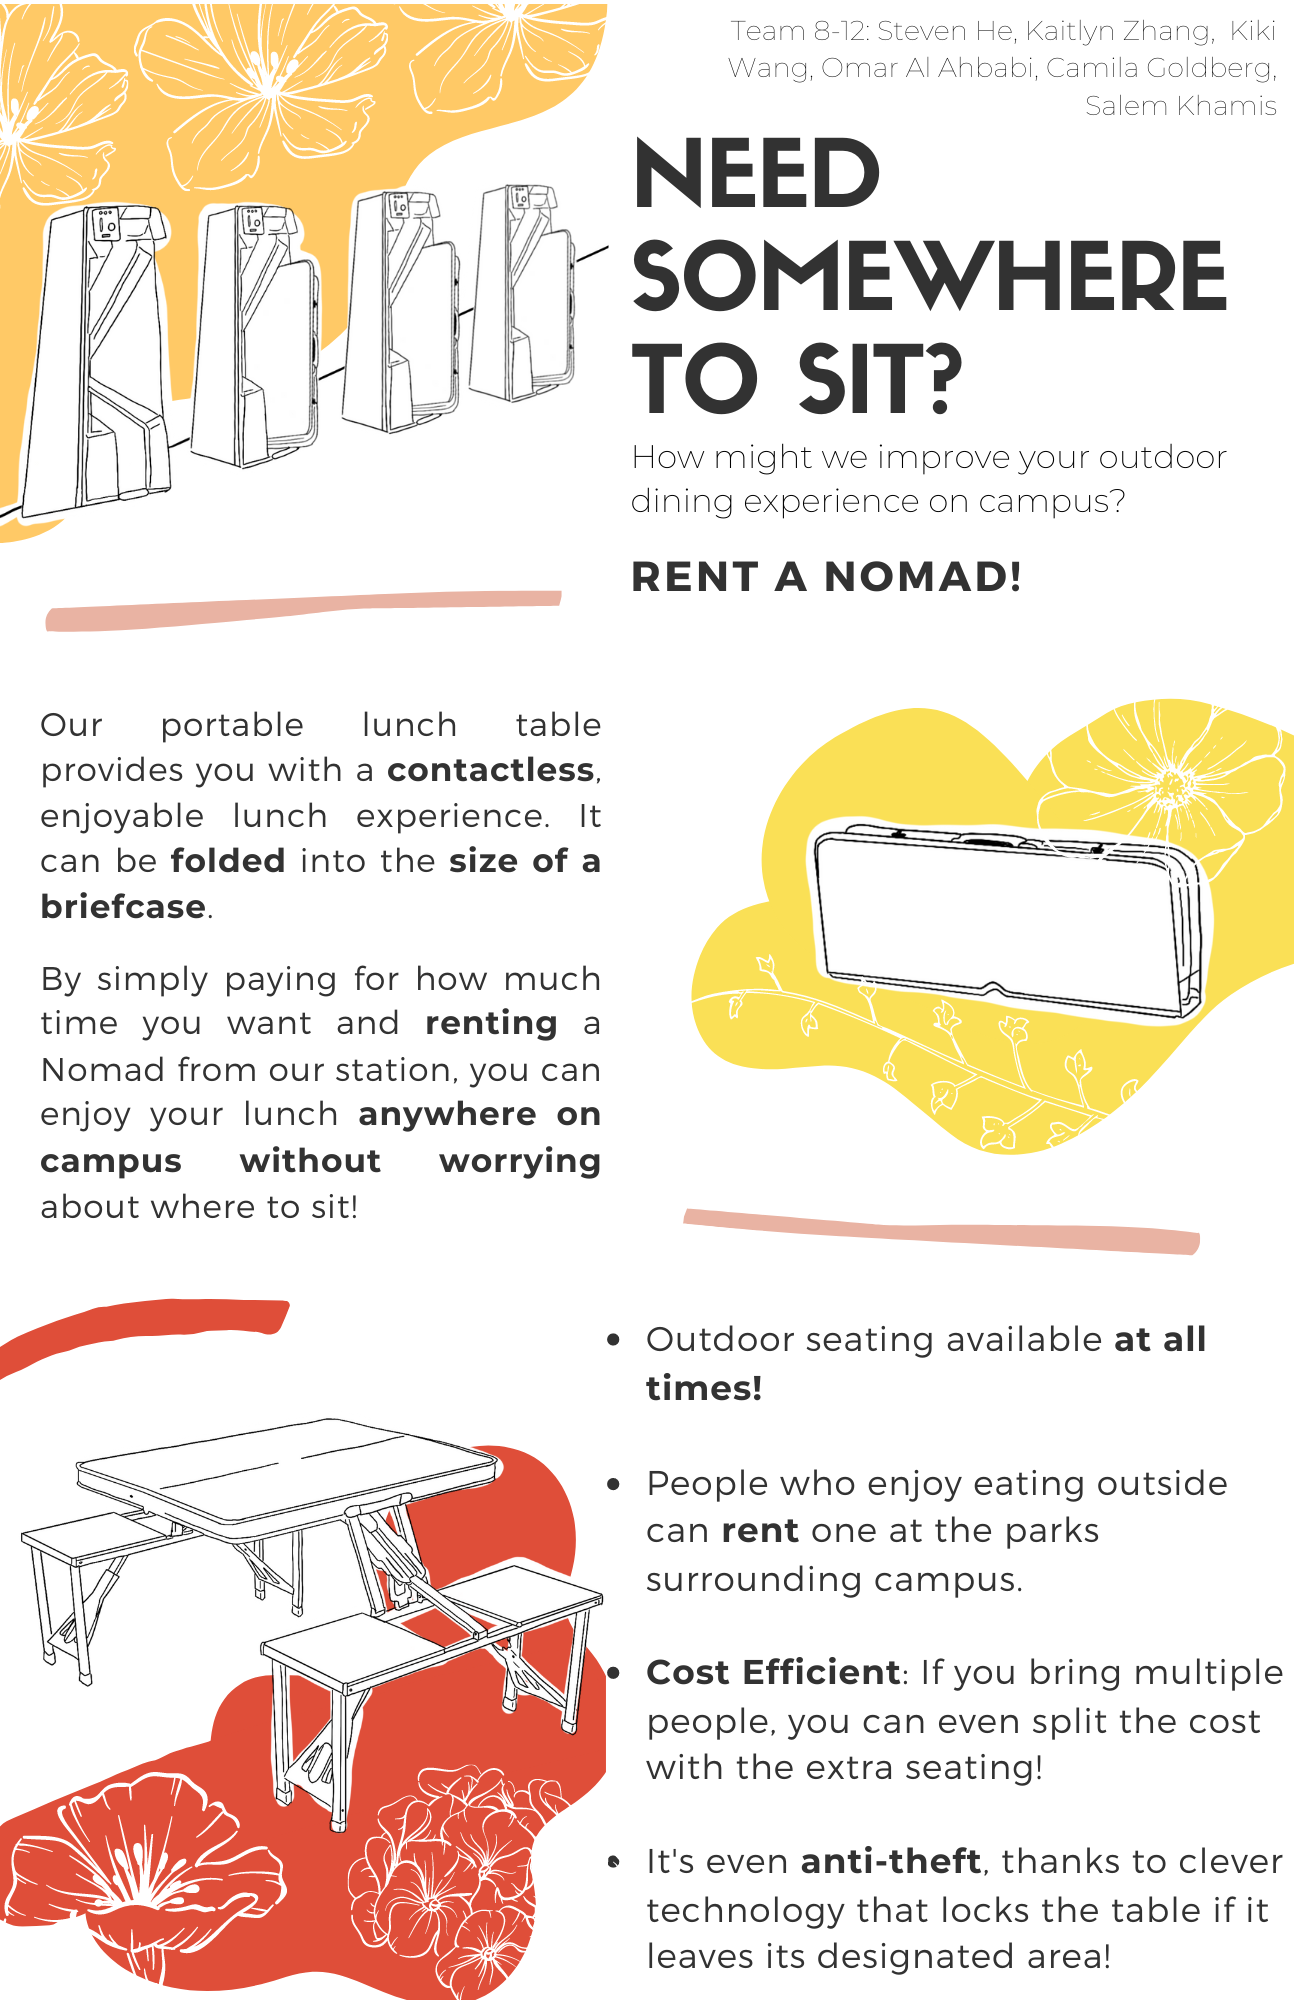 Team 8-12: Steven He, Kaitlyn Zhang, Kiki
Wang, Omar Al Ahbabi, Camila Goldberg,
Salem Khamis
NEED
SOMEWHERE
TO SIT?
How might we improve your outdoor
dining experience on campus?
RENT A NOMAD!
Our portable lunch table
provides you with a contactless,
enjoyable lunch experience. It
can be folded into the size of a
briefcase.
By simply paying for how much
time you want and renting a
Nomad from our station, you can
enjoy your lunch anywhere on
campus without worrying
about where to sit!
• Outdoor seating available at all
times!
• People who enjoy eating outside
can rent one at the parks
surrounding campus.
• Cost Efficient: If you bring multiple
people, you can even split the cost
with the extra seating!
• It's even anti-theft, thanks to clever
technology that locks the table if it
leaves its designated area!